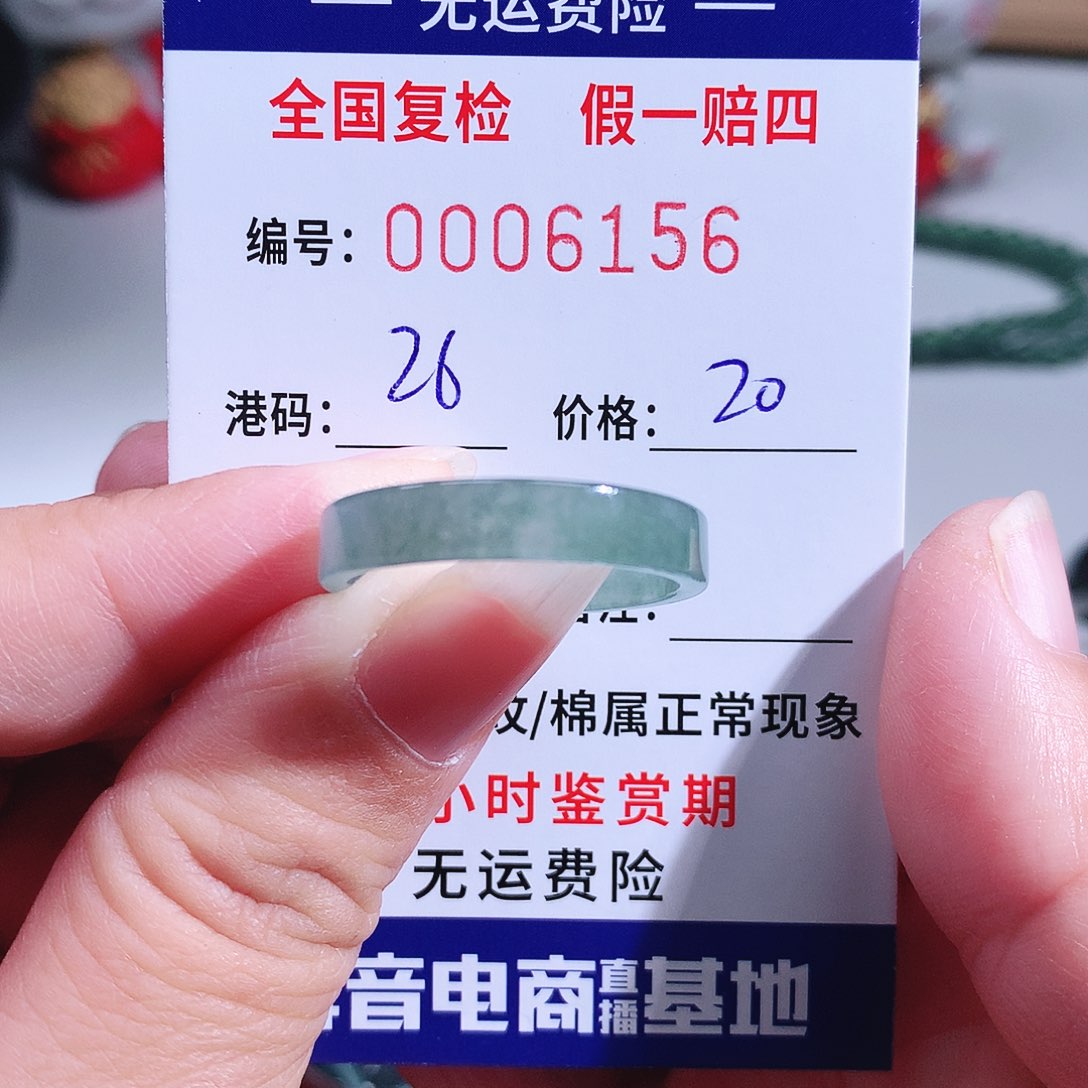 无运费险
全国复检 假一赔四
编号：0006156
港码：26 价格：20
注：
纹/棉属正常现象
小时鉴赏期
无运费险
音电商直播基地